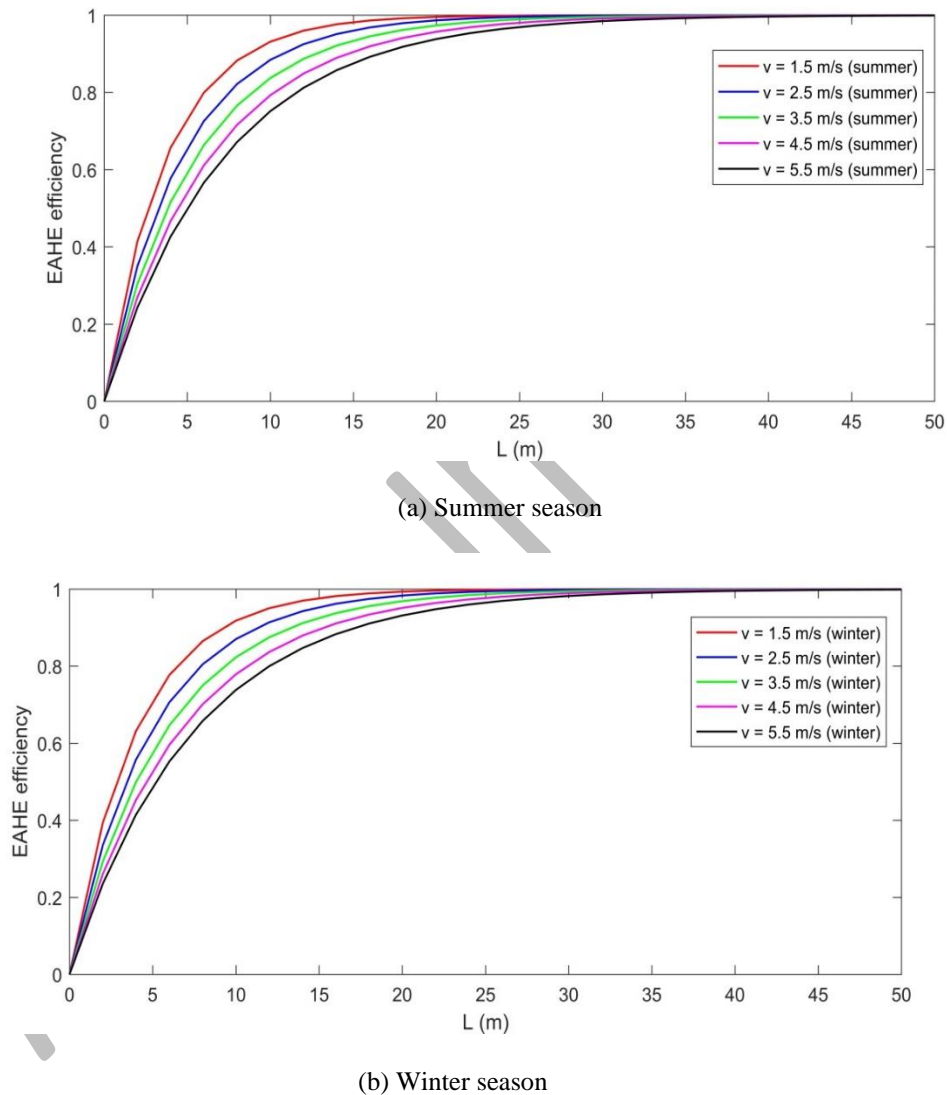 1
0.8
0.6
0.4
0.2
0
EAHE efficiency
v = 1.5 m/s (summer)
v = 2.5 m/s (summer)
v = 3.5 m/s (summer)
v = 4.5 m/s (summer)
v = 5.5 m/s (summer)
0 5 10 15 20 25 30 35 40 45 50
L (m)
(a) Summer season
1
0.8
0.6
0.4
0.2
0
EAHE efficiency
v = 1.5 m/s (winter)
v = 2.5 m/s (winter)
v = 3.5 m/s (winter)
v = 4.5 m/s (winter)
v = 5.5 m/s (winter)
0 5 10 15 20 25 30 35 40 45 50
L (m)
(b) Winter season